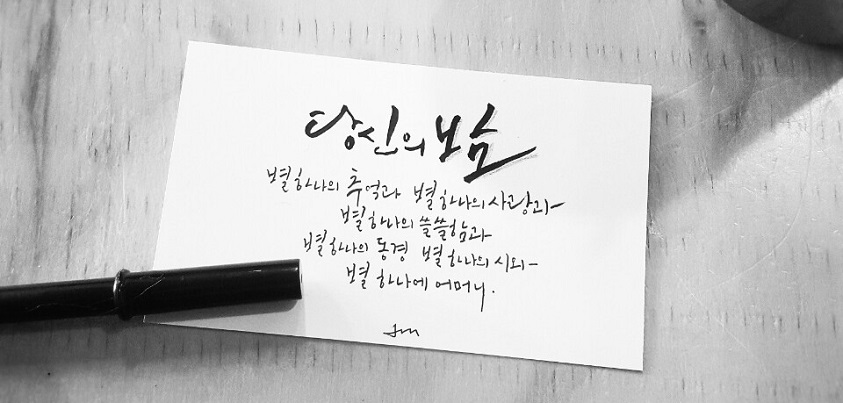 당신의
별하나의 추억과 별하나의 사랑과
별하나의 쓸쓸함과
별하나의 동경 별하나의 시와
별 하나에 어머니.